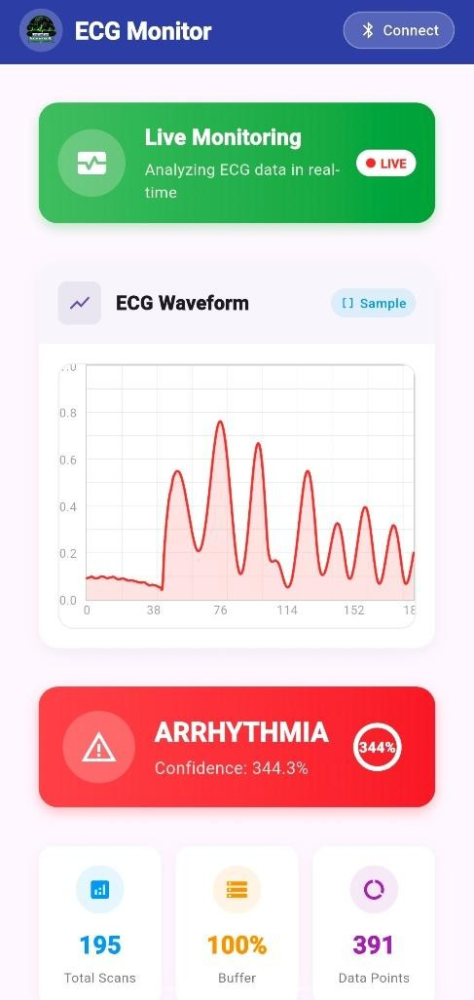 ECG Monitor
Connect
Live Monitoring
Analyzing ECG data in real-
time
LIVE
ECG Waveform
Sample
0.8
0.6
0.4
0.2
0.0
0 38 76 114 152
ARRHYTHMIA
Confidence: 344.3%
344%
195 100% 391
Total Scans Buffer Data Points